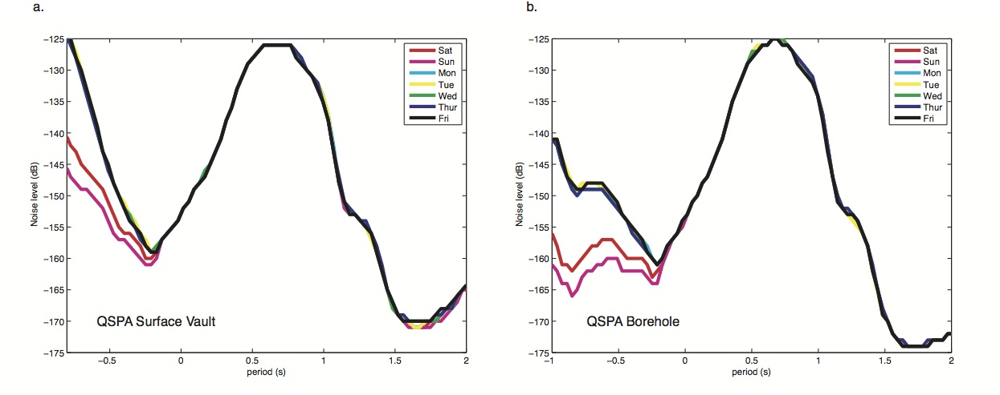 a.
−125
−130
−135
−140
−145
−150
−155
−160
−165
−170
−175
−0.5
0
0.5
1
1.5
2
period (s)
Noise level (dB)
Sat
Sun
Mon
Tue
Wed
Thur
Fri
QSPA Surface Vault
b.
−125
−130
−135
−140
−145
−150
−155
−160
−165
−170
−175
−1
−0.5
0
0.5
1
1.5
2
period (s)
Noise level (dB)
Sat
Sun
Mon
Tue
Wed
Thur
Fri
QSPA Borehole